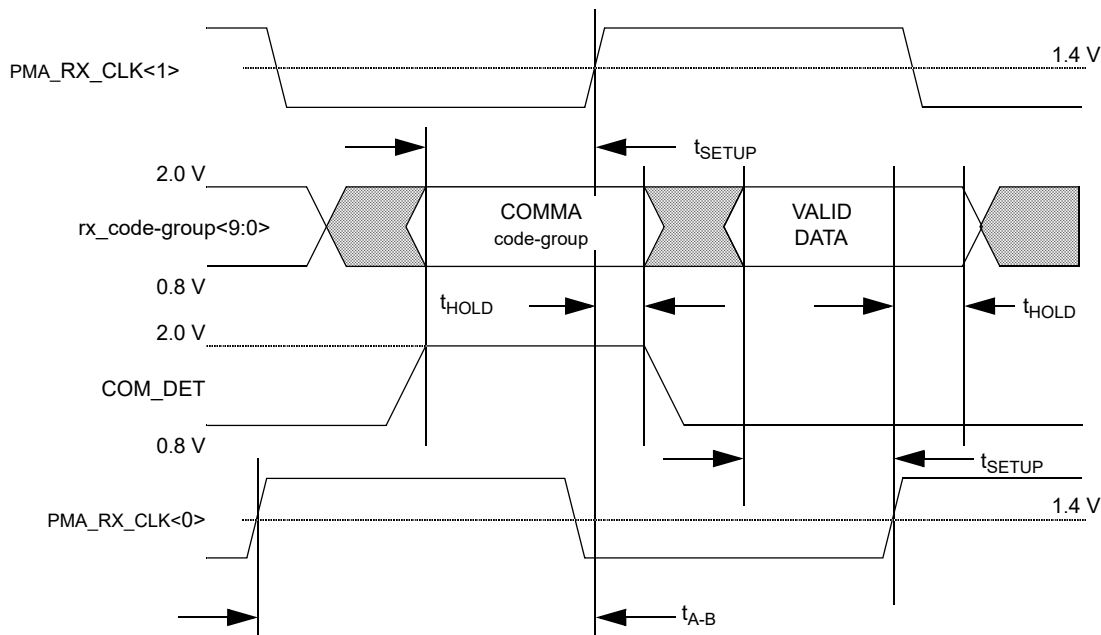 1.4 V
PMA_RX_CLK<1>
tSETUP
2.0 V
COMMA
code-group
VALID
DATA
rx_code-group<9:0>
0.8 V
tHOLD
tHOLD
2.0 V
COM_DET
0.8 V
tSETUP
1.4 V
PMA_RX_CLK<0>
tA-B